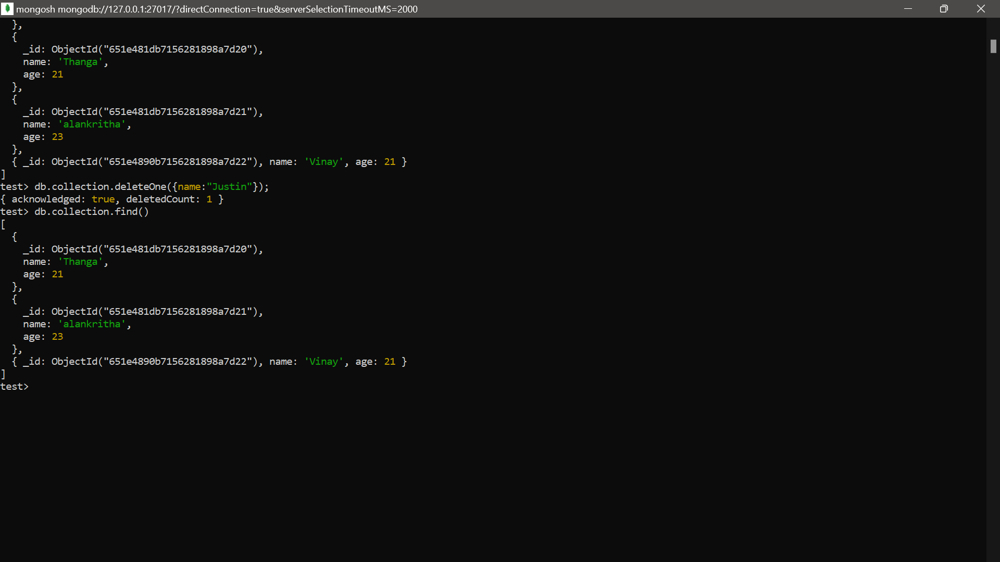 mongosh mongodb://127.0.0.1:27017/?directConnection=true&serverSelectionTimeoutMS=2000
  },
  {
    _id: ObjectId("651e481db7156281898a7d20"),
    name: 'Thanga',
    age: 21
  },
  {
    _id: ObjectId("651e481db7156281898a7d21"),
    name: 'alankritha',
    age: 23
  },
  { _id: ObjectId("651e4890b7156281898a7d22"), name: 'Vinay', age: 21 }
]
test> db.collection.deleteOne({name:"Justin"});
{ acknowledged: true, deletedCount: 1 }
test> db.collection.find()
[
  {
    _id: ObjectId("651e481db7156281898a7d20"),
    name: 'Thanga',
    age: 21
  },
  {
    _id: ObjectId("651e481db7156281898a7d21"),
    name: 'alankritha',
    age: 23
  },
  { _id: ObjectId("651e4890b7156281898a7d22"), name: 'Vinay', age: 21 }
]
test>